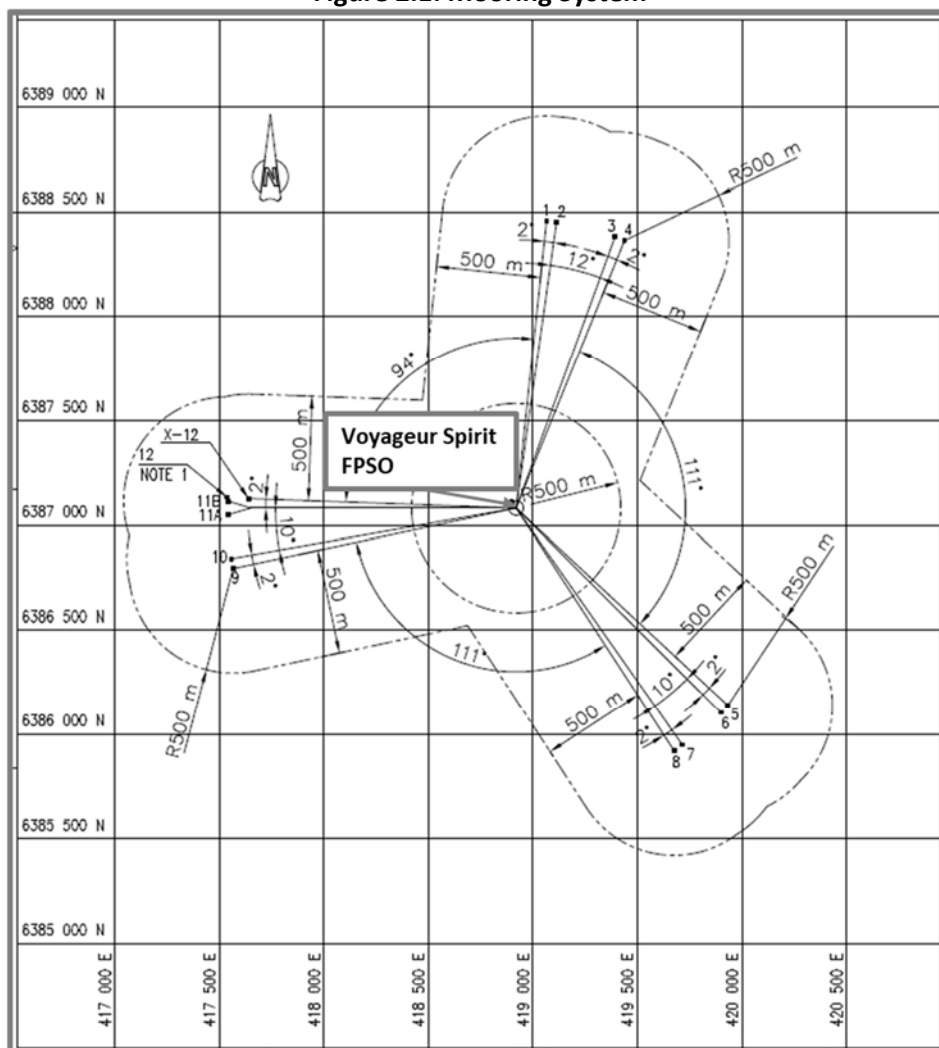 Figure 2.2: Mooring System
6389 000 N
N
R500 m
6388 500 N
1 2
3 4
2°
12°
2°
500 m
500 m
6388 000 N
94°
6387 500 N
X-12
12
NOTE 1
500 m
2°
Voyageur Spirit
FPSO
R500 m
111°
11B
11A
6387 000 N
10°
10
9
2°
500 m
R500 m
500 m
6386 500 N
111°
2°
10°
500 m
5
6
6386 000 N
R500 m
2°
7
8
6385 500 N
6385 000 N
417 000 E
417 500 E
418 000 E
418 500 E
419 000 E
419 500 E
420 000 E
420 500 E